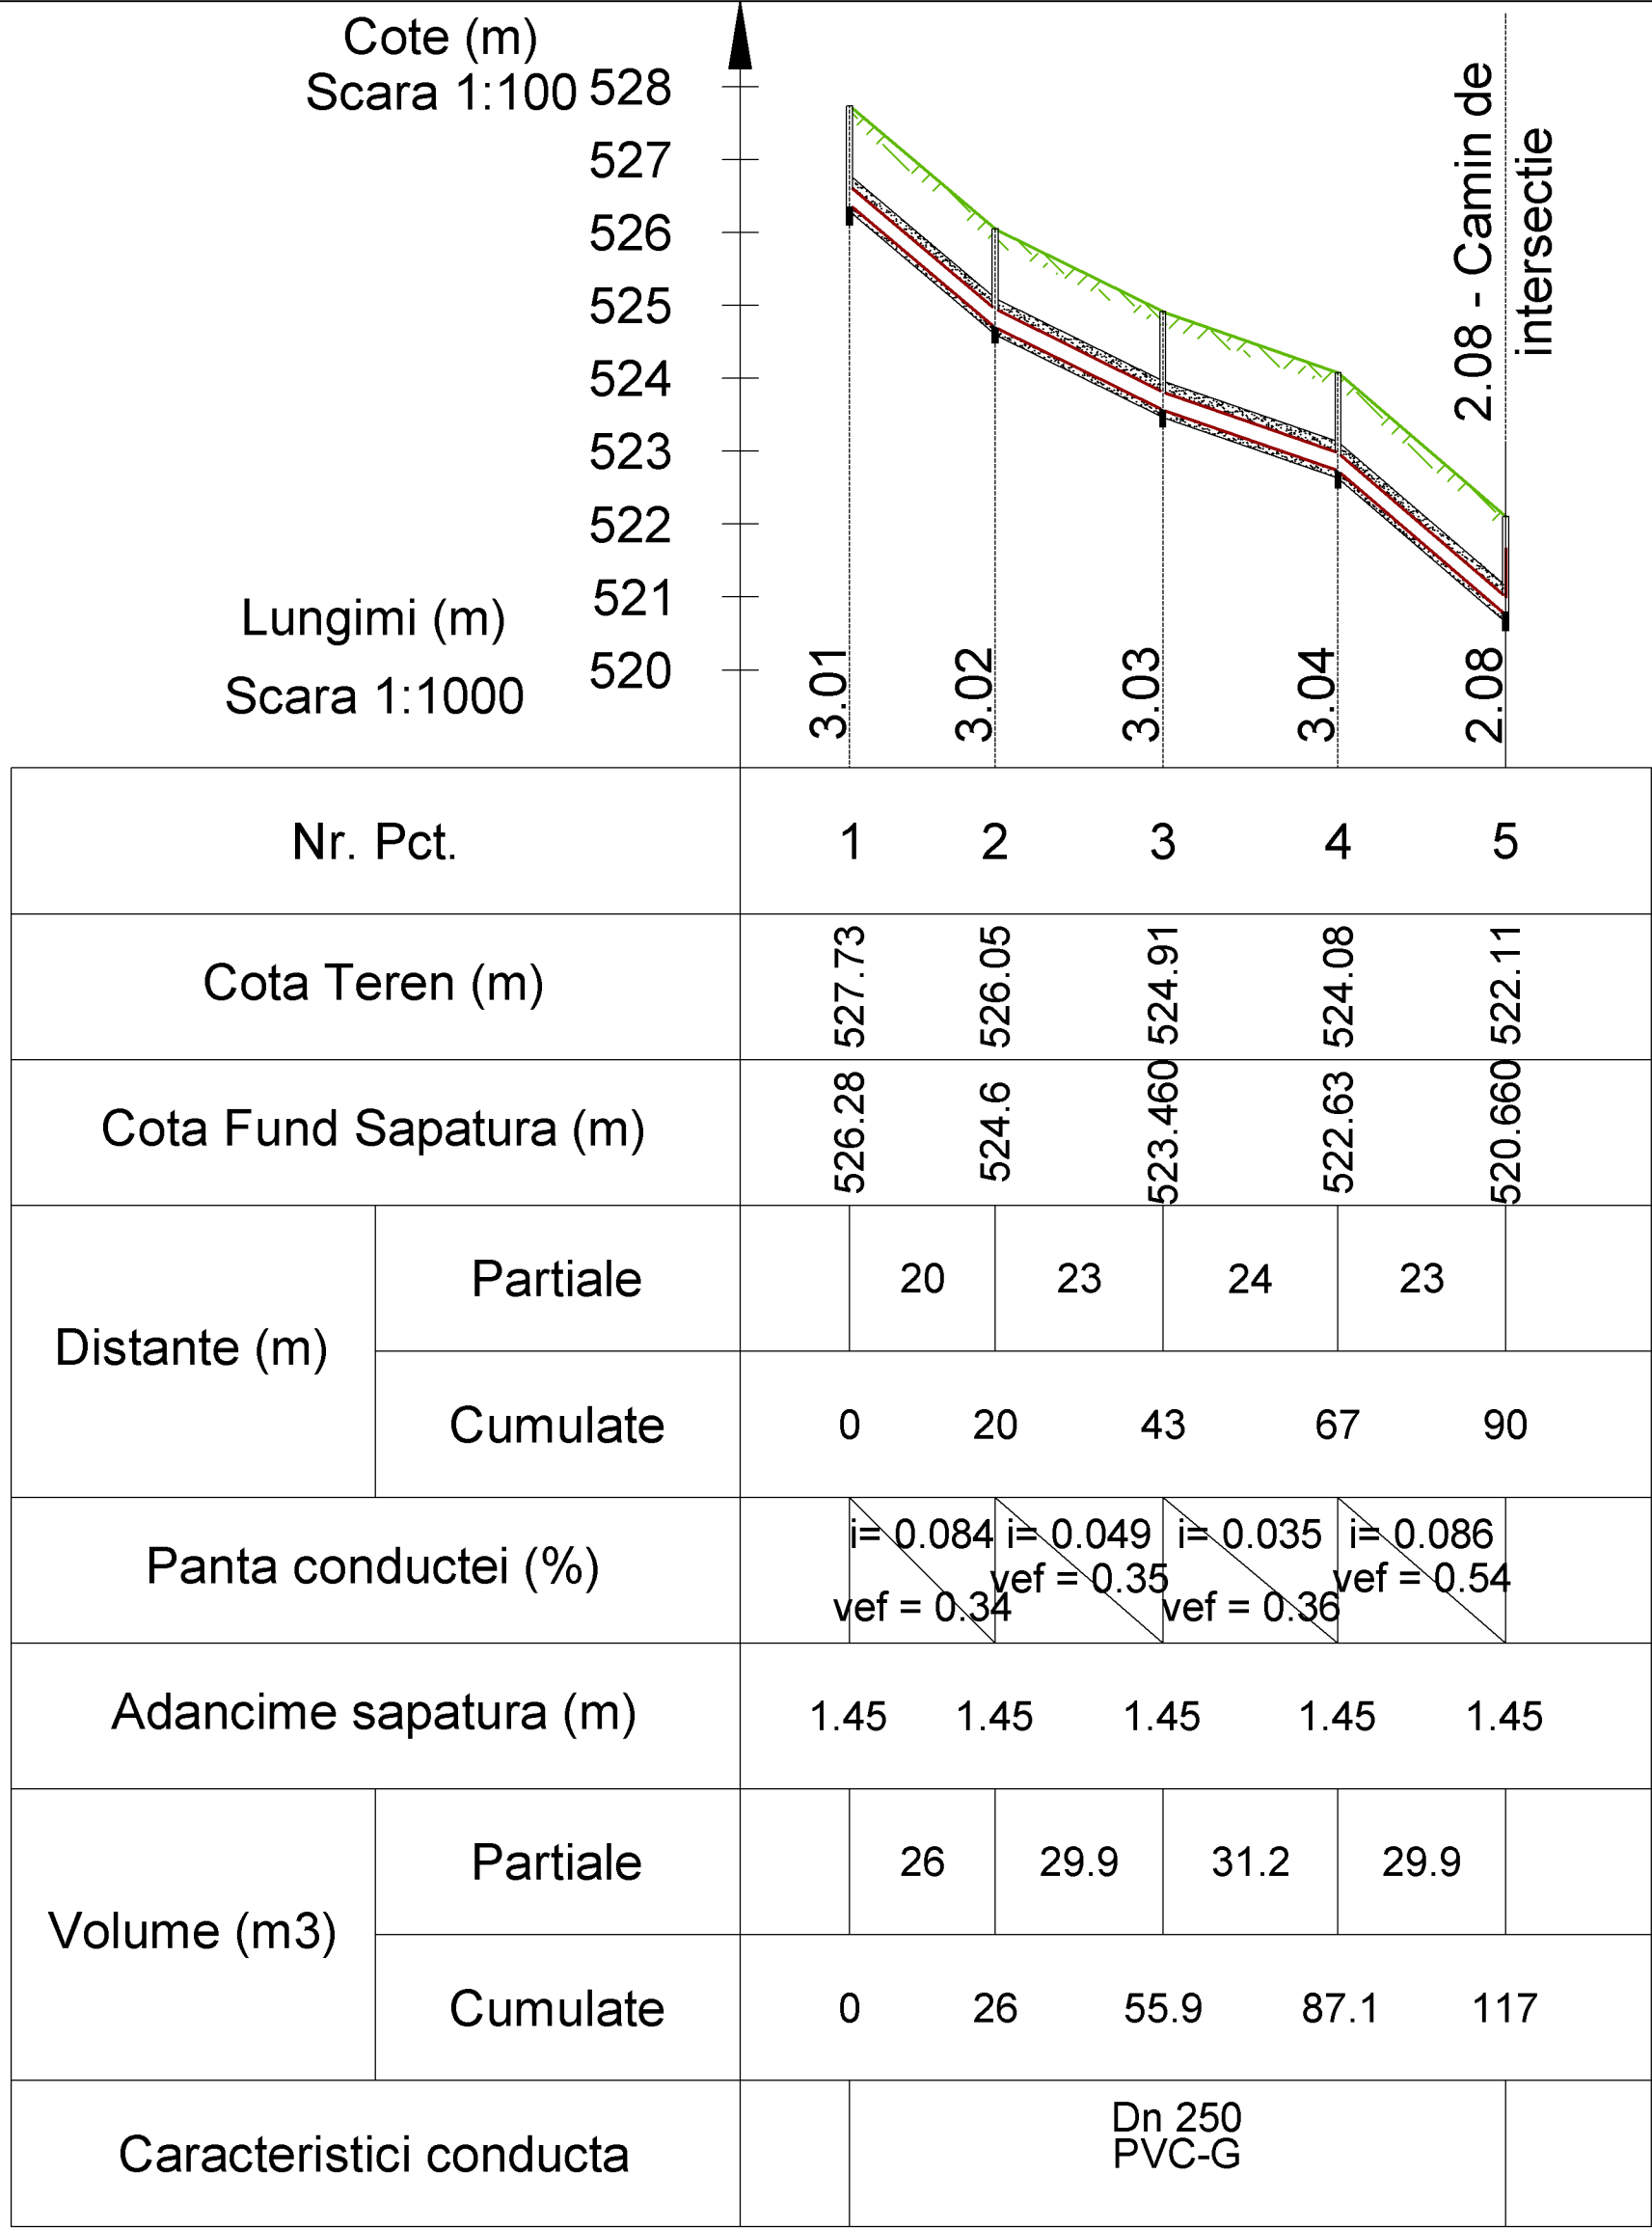 Cote (m)
Scara 1:100
528
527
526
525
524
523
522
521
520
Lungimi (m)
Scara 1:1000
3.01
3.02
3.03
3.04
2.08
2.08 - Camin de
intersectie
Nr. Pct. 1 2 3 4 5
Cota Teren (m) 527.73 526.05 524.91 524.08 522.11
Cota Fund Sapatura (m) 526.28 524.6 523.460 522.63 520.660
Distante (m)
Partiale 20 23 24 23
Cumulate 0 20 43 67 90
Panta conductei (%)
i= 0.084 i= 0.049 i= 0.035 i= 0.086
vef = 0.34 vef = 0.35 vef = 0.36 vef = 0.54
Adancime sapatura (m) 1.45 1.45 1.45 1.45 1.45
Volume (m3)
Partiale 26 29.9 31.2 29.9
Cumulate 0 26 55.9 87.1 117
Caracteristici conducta
Dn 250
PVC-G